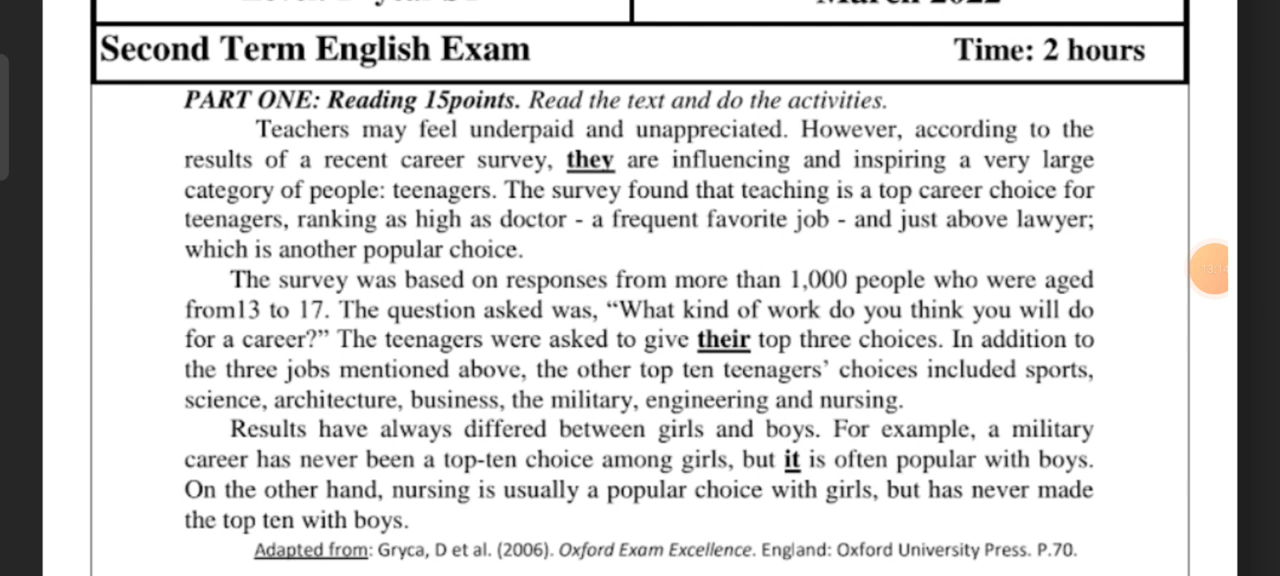 Second Term English Exam Time: 2 hours
PART ONE: Reading 15points. Read the text and do the activities.
Teachers may feel underpaid and unappreciated. However, according to the
results of a recent career survey, they are influencing and inspiring a very large
category of people: teenagers. The survey found that teaching is a top career choice for
teenagers, ranking as high as doctor - a frequent favorite job - and just above lawyer;
which is another popular choice.
The survey was based on responses from more than 1,000 people who were aged
from13 to 17. The question asked was, “What kind of work do you think you will do
for a career?” The teenagers were asked to give their top three choices. In addition to
the three jobs mentioned above, the other top ten teenagers’ choices included sports,
science, architecture, business, the military, engineering and nursing.
Results have always differed between girls and boys. For example, a military
career has never been a top-ten choice among girls, but it is often popular with boys.
On the other hand, nursing is usually a popular choice with girls, but has never made
the top ten with boys.
Adapted from: Gryca, D et al. (2006). Oxford Exam Excellence. England: Oxford University Press. P.70.